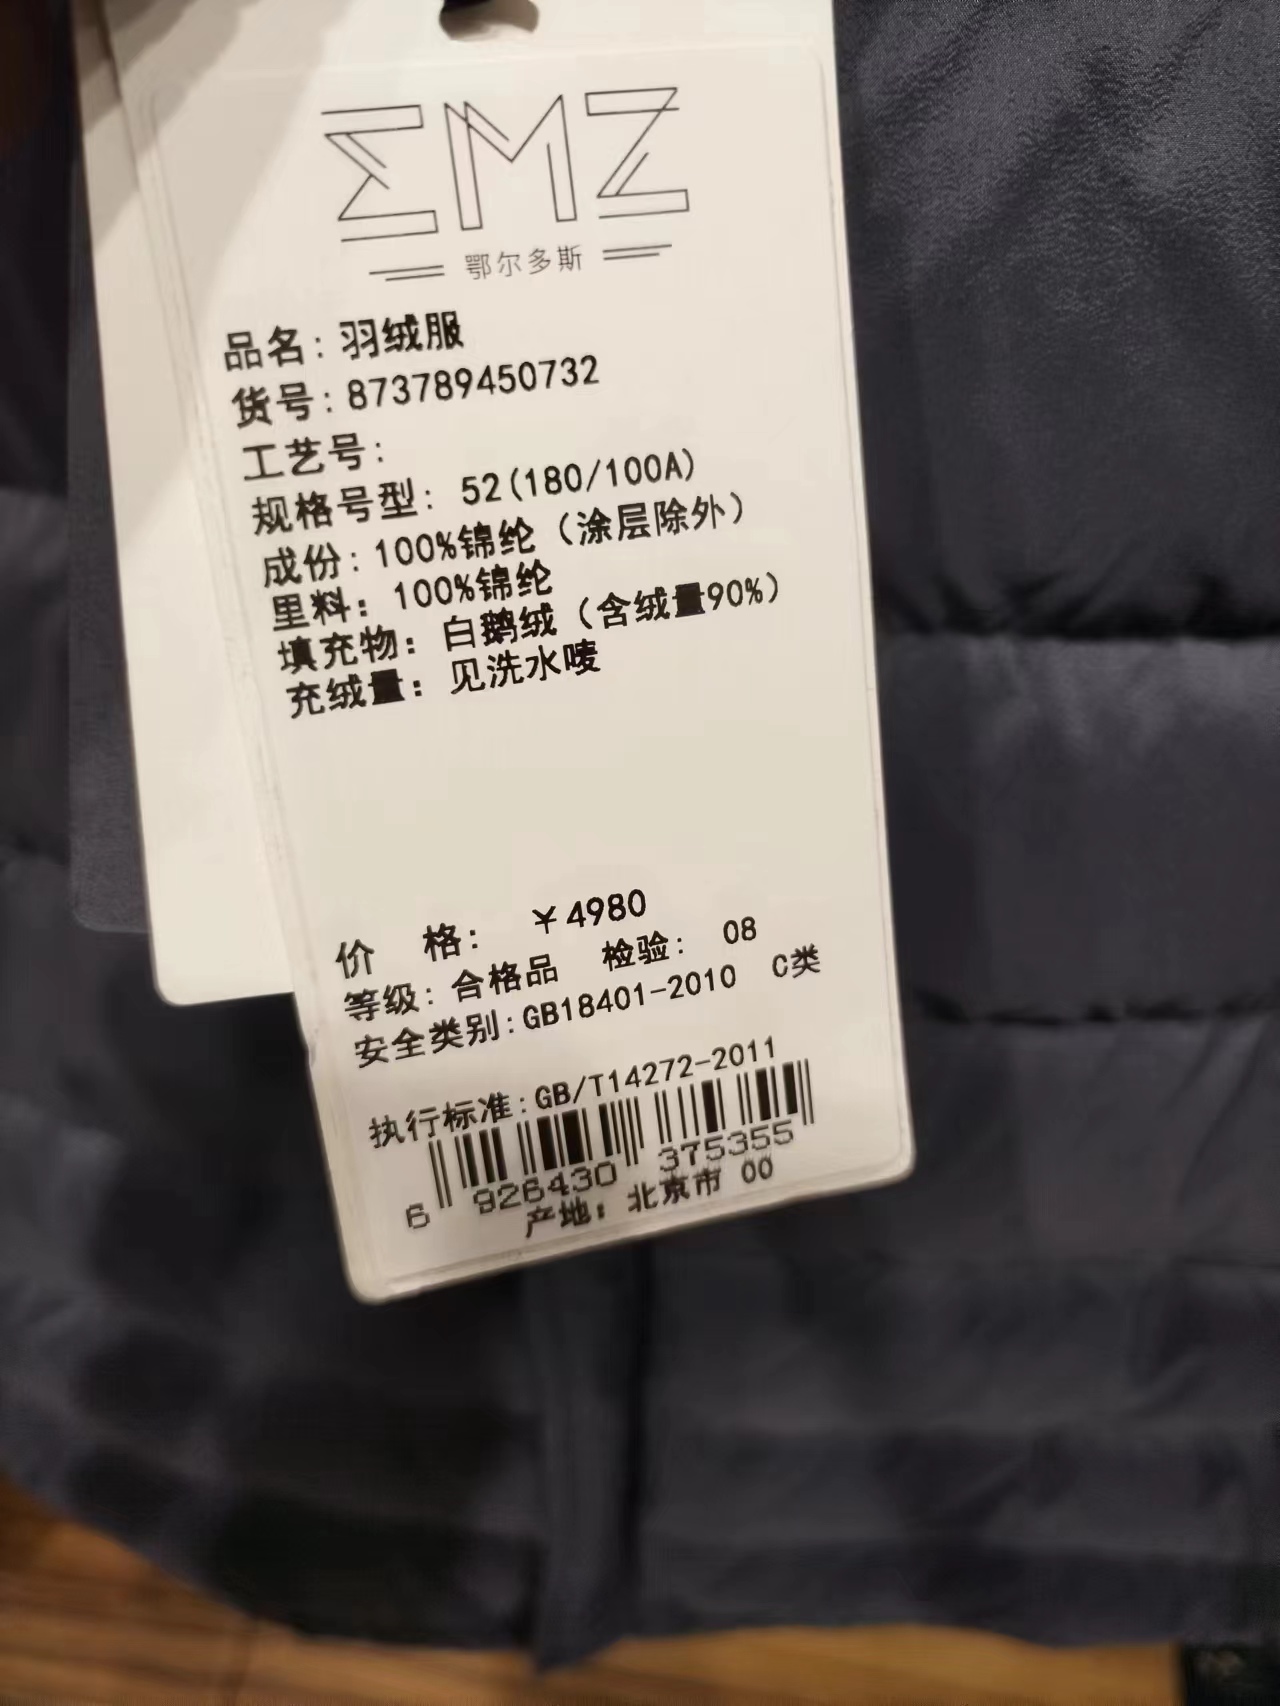 EMZ
鄂尔多斯
品名：羽绒服
货号：873789450732
工艺号：
规格号型： 52(180/100A)
成份：100%锦纶（涂层除外）
里料：100%锦纶
填充物：白鹅绒（含绒量90%）
充绒量：见洗水唛
价 格： ￥4980
等级：合格品 检验： 08
安全类别：GB18401-2010 C类
执行标准：GB/T14272-2011
6 926430 375355
产地：北京市 00